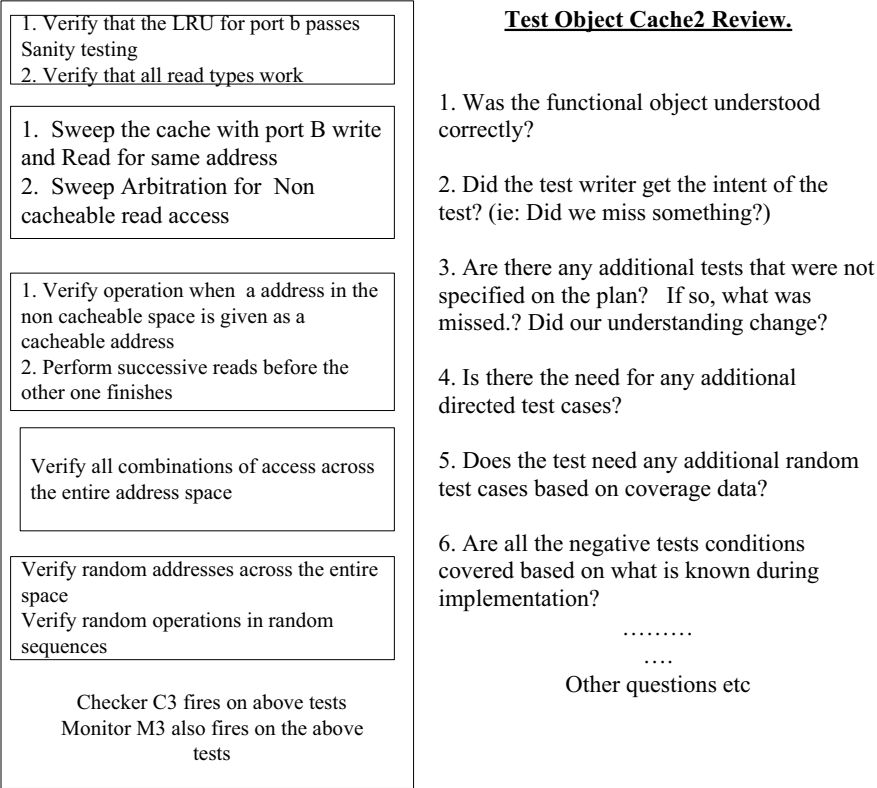 1. Verify that the LRU for port b passes
Sanity testing
2. Verify that all read types work
1. Sweep the cache with port B write
and Read for same address
2. Sweep Arbitration for Non
cacheable read access
1. Verify operation when a address in the
non cacheable space is given as a
cacheable address
2. Perform successive reads before the
other one finishes
Verify all combinations of access across
the entire address space
Verify random addresses across the entire
space
Verify random operations in random
sequences
Checker C3 fires on above tests
Monitor M3 also fires on the above
tests
Test Object Cache2 Review.
1. Was the functional object understood
correctly?
2. Did the test writer get the intent of the
test? (ie: Did we miss something?)
3. Are there any additional tests that were not
specified on the plan? If so, what was
missed.? Did our understanding change?
4. Is there the need for any additional
directed test cases?
5. Does the test need any additional random
test cases based on coverage data?
6. Are all the negative tests conditions
covered based on what is known during
implementation?
………
….
Other questions etc